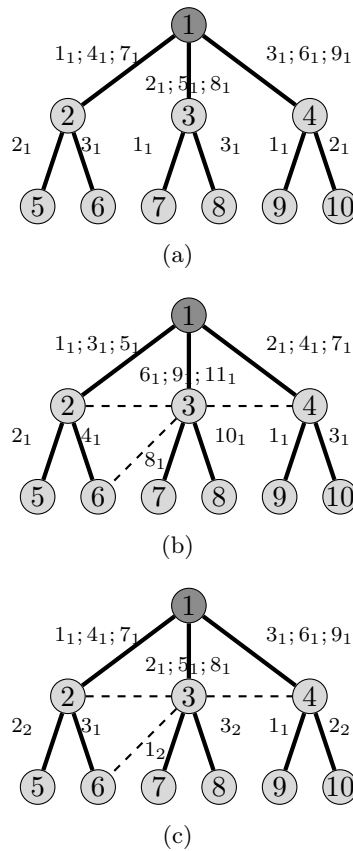 1
1₁; 4₁; 7₁ 3₁; 6₁; 9₁
2₁; 5₁; 8₁
2 3 4
2₁ 3₁ 1₁ 3₁ 1₁ 2₁
5 6 7 8 9 10
(a)
1
1₁; 3₁; 5₁ 2₁; 4₁; 7₁
6₁; 9₁; 11₁
2 3 4
2₁ 4₁ 10₁ 1₁ 3₁
8₁
5 6 7 8 9 10
(b)
1
1₁; 4₁; 7₁ 3₁; 6₁; 9₁
2₁; 5₁; 8₁
2 3 4
2₂ 3₁ 3₂ 1₁ 2₂
1₂
5 6 7 8 9 10
(c)